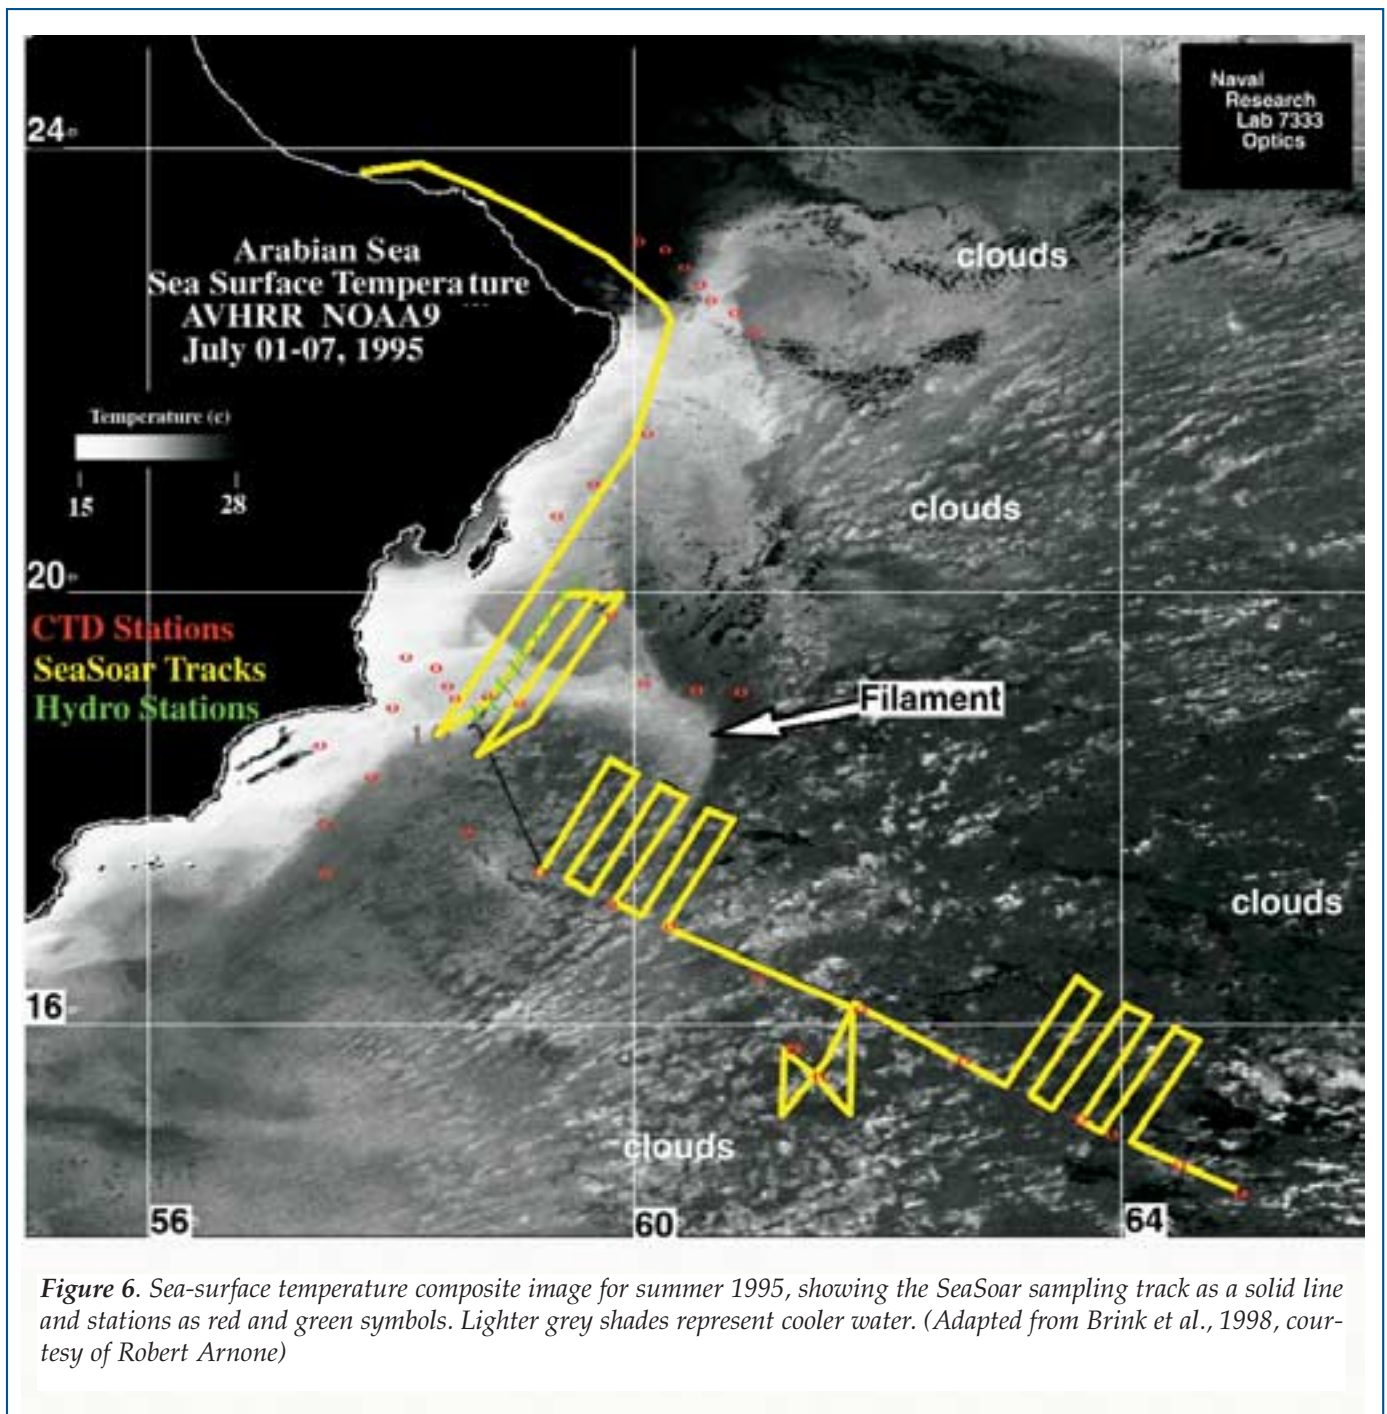 Naval
Research
Lab 7333
Optics
24
clouds
Arabian Sea
Sea Surface Temperature
AVHRR NOAA9
July 01-07, 1995
Temperature (c)
15 28
clouds
20
CTD Stations
SeaSoar Tracks
Hydro Stations
Filament
1
clouds
16
clouds
56 60 64
Figure 6. Sea-surface temperature composite image for summer 1995, showing the SeaSoar sampling track as a solid line
and stations as red and green symbols. Lighter grey shades represent cooler water. (Adapted from Brink et al., 1998, cour-
tesy of Robert Arnone)